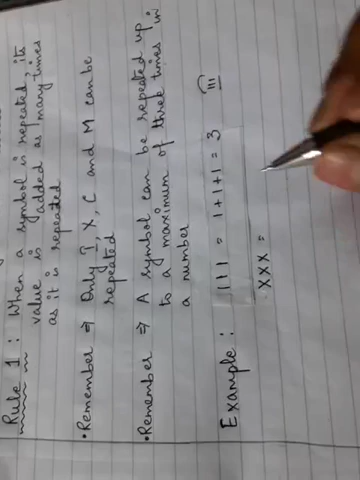 Rule 1 : When a symbol is repeated, its
value is added as many times
as it is repeated
• Remember ⇒ Only I, X, C and M can be
repeated
• Remember ⇒ A symbol can be repeated up
to a maximum of three times in
a number
Example : III = 1+1+1 = 3
III
XXX =